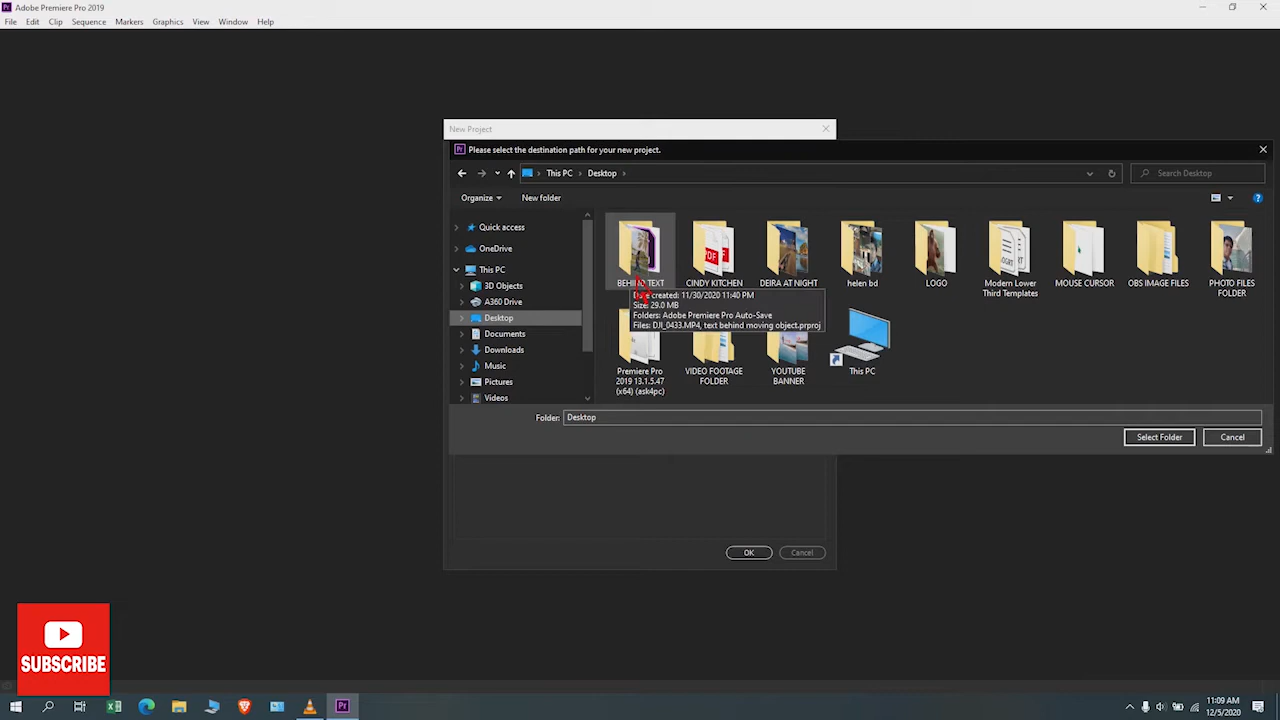 Adobe Premiere Pro 2019
File Edit Clip Sequence Markers Graphics View Window Help
New Project
Please select the destination path for your new project.
This PC > Desktop >
Search Desktop
Organize
New folder
Quick access
OneDrive
This PC
3D Objects
A360 Drive
Desktop
Documents
Downloads
Music
Pictures
Videos
BEHIND TEXT
CINDY KITCHEN
DEIRA AT NIGHT
helen bd
LOGO
Modern Lower
Third Templates
MOUSE CURSOR
OBS IMAGE FILES
PHOTO FILES
FOLDER
Date created: 11/30/2020 11:40 PM
Size: 29.0 MB
Folders: Adobe Premiere Pro Auto-Save
Files: DJI_0433.MP4, text behind moving object.prproj
Premiere Pro
2019 13.1.5.47
(x64) (ask4pc)
VIDEO FOOTAGE
FOLDER
YOUTUBE
BANNER
This PC
Folder: Desktop
Select Folder
Cancel
OK
Cancel
SUBSCRIBE
11:09 AM
12/5/2020